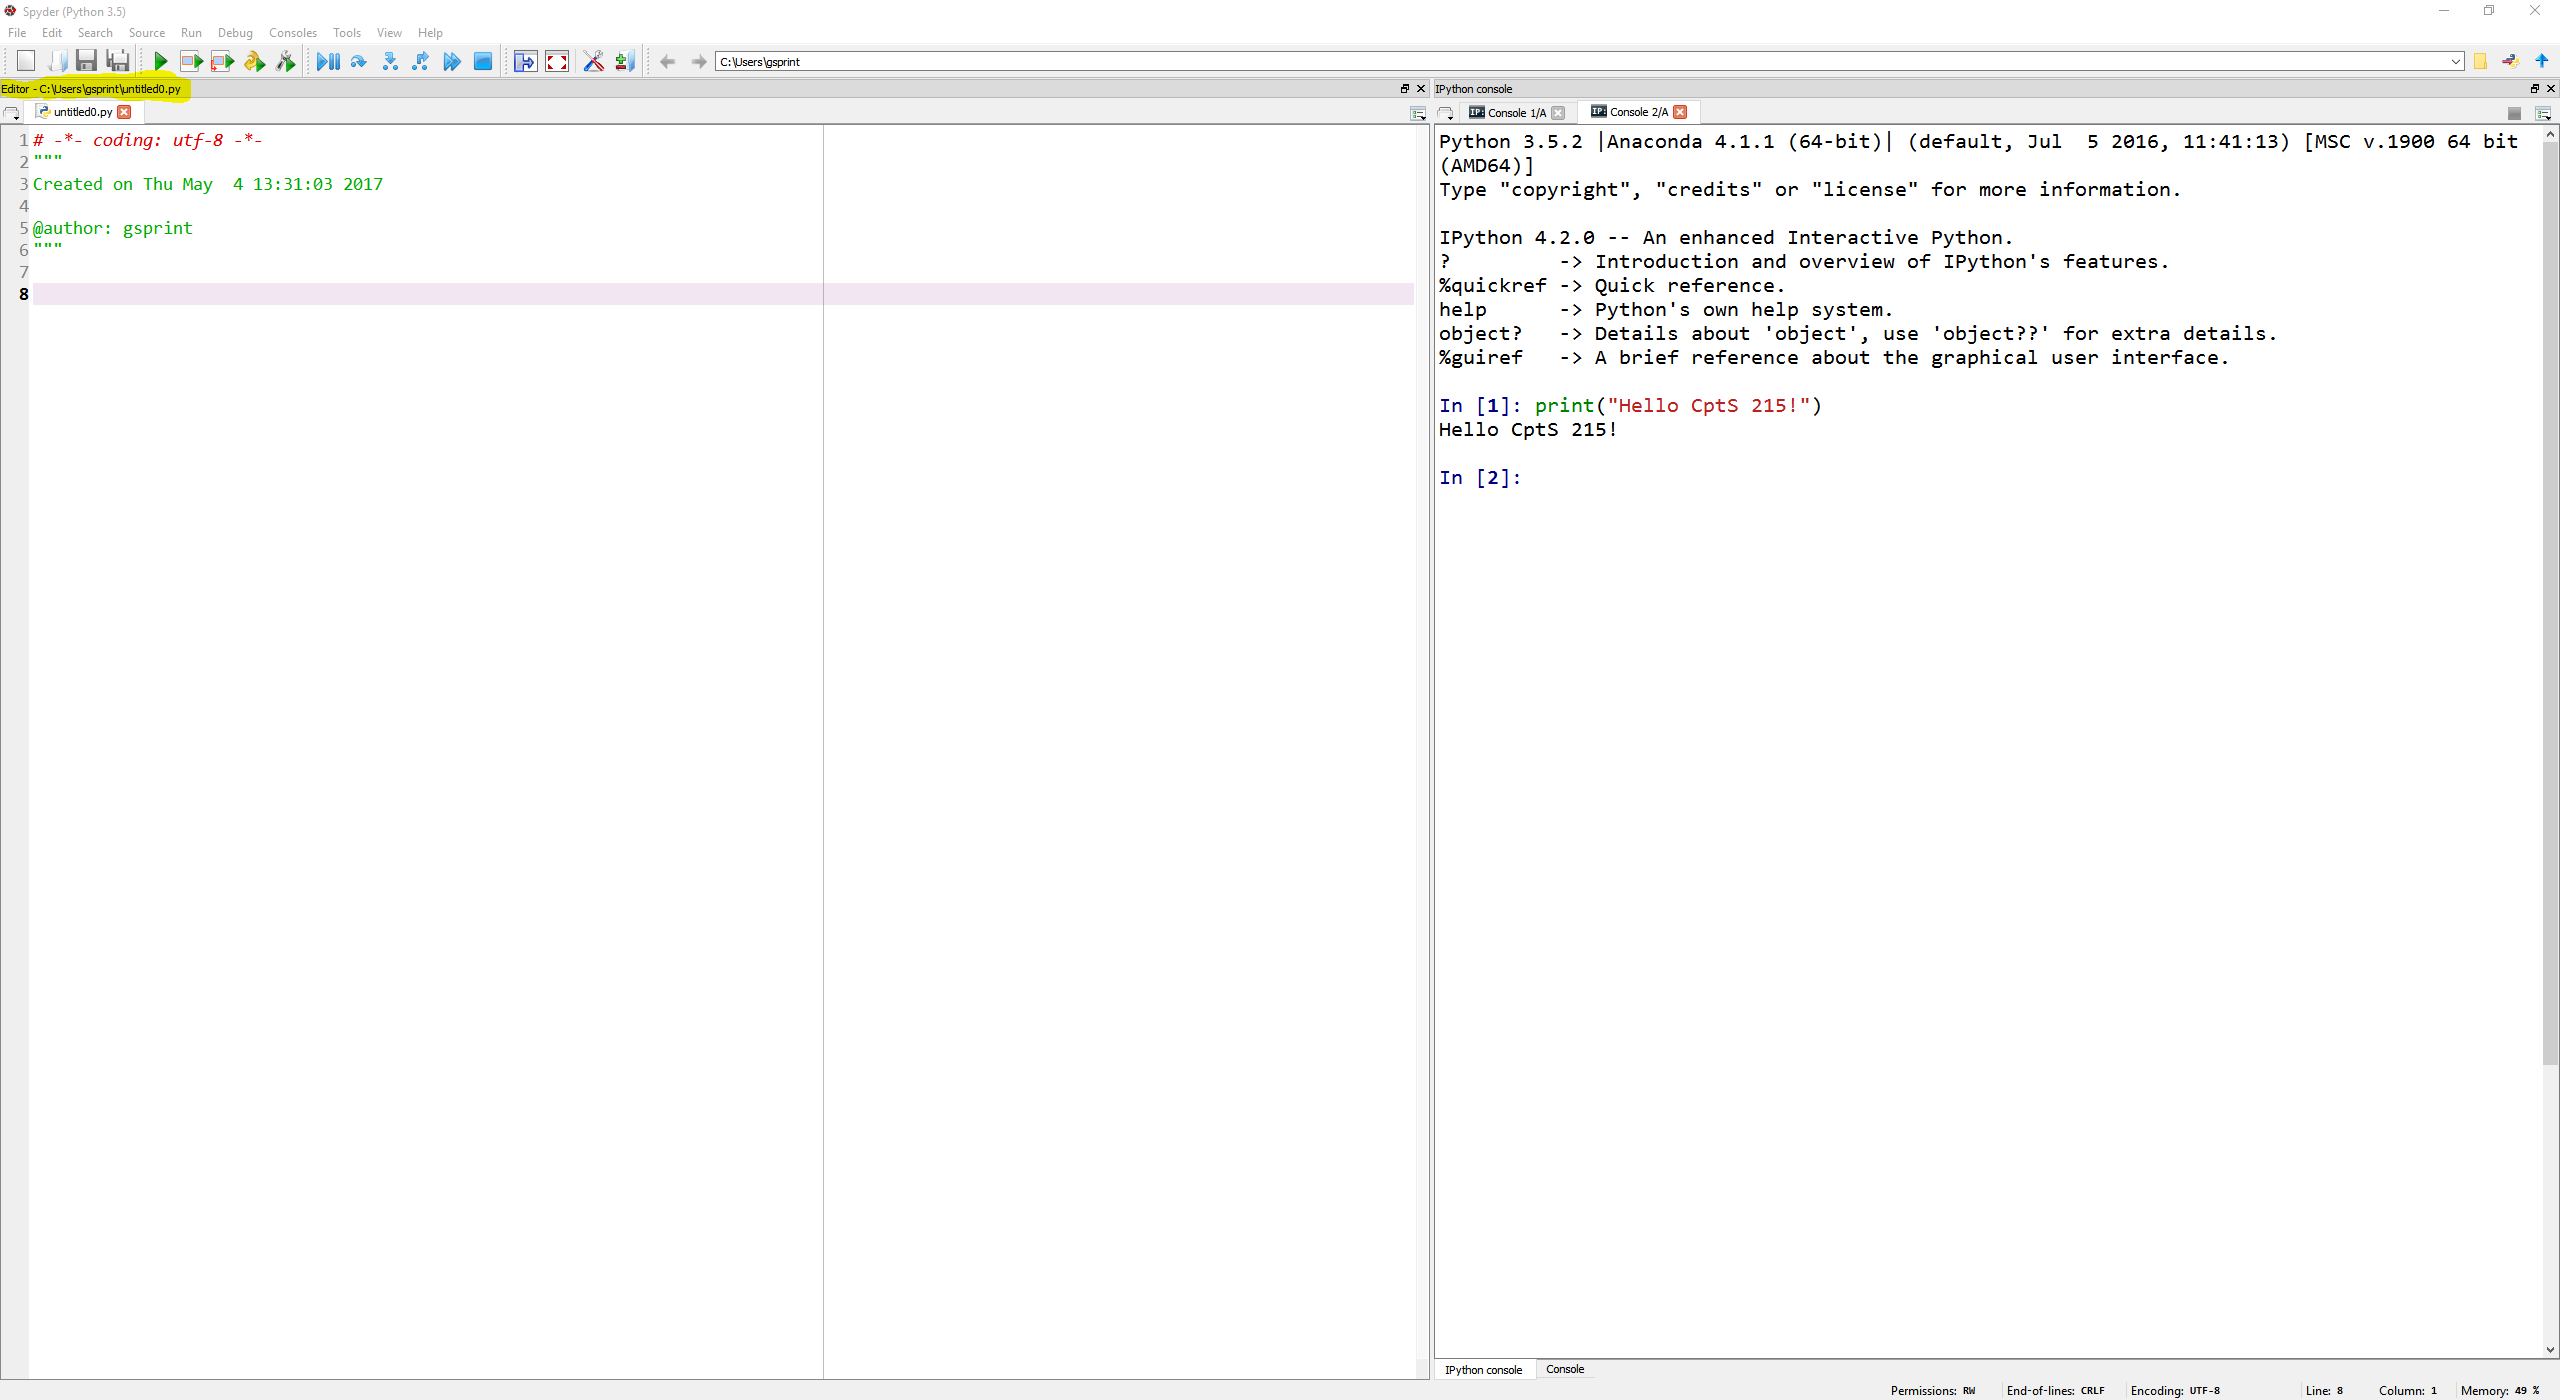 Spyder (Python 3.5)
File Edit Search Source Run Debug Consoles Tools View Help
C:\Users\gsprint
Editor - C:\Users\gsprint\untitled0.py
untitled0.py
1 # -*- coding: utf-8 -*-
2 """
3 Created on Thu May  4 13:31:03 2017
4
5 @author: gsprint
6 """
7
8
IPython console
IP: Console 1/A IP: Console 2/A
Python 3.5.2 |Anaconda 4.1.1 (64-bit)| (default, Jul  5 2016, 11:41:13) [MSC v.1900 64 bit
(AMD64)]
Type "copyright", "credits" or "license" for more information.
IPython 4.2.0 -- An enhanced Interactive Python.
?         -> Introduction and overview of IPython's features.
%quickref -> Quick reference.
help      -> Python's own help system.
object?   -> Details about 'object', use 'object??' for extra details.
%guiref   -> A brief reference about the graphical user interface.
In [1]: print("Hello CptS 215!")
Hello CptS 215!
In [2]:
IPython console Console
Permissions: RW End-of-lines: CRLF Encoding: UTF-8 Line: 8 Column: 1 Memory: 49 %